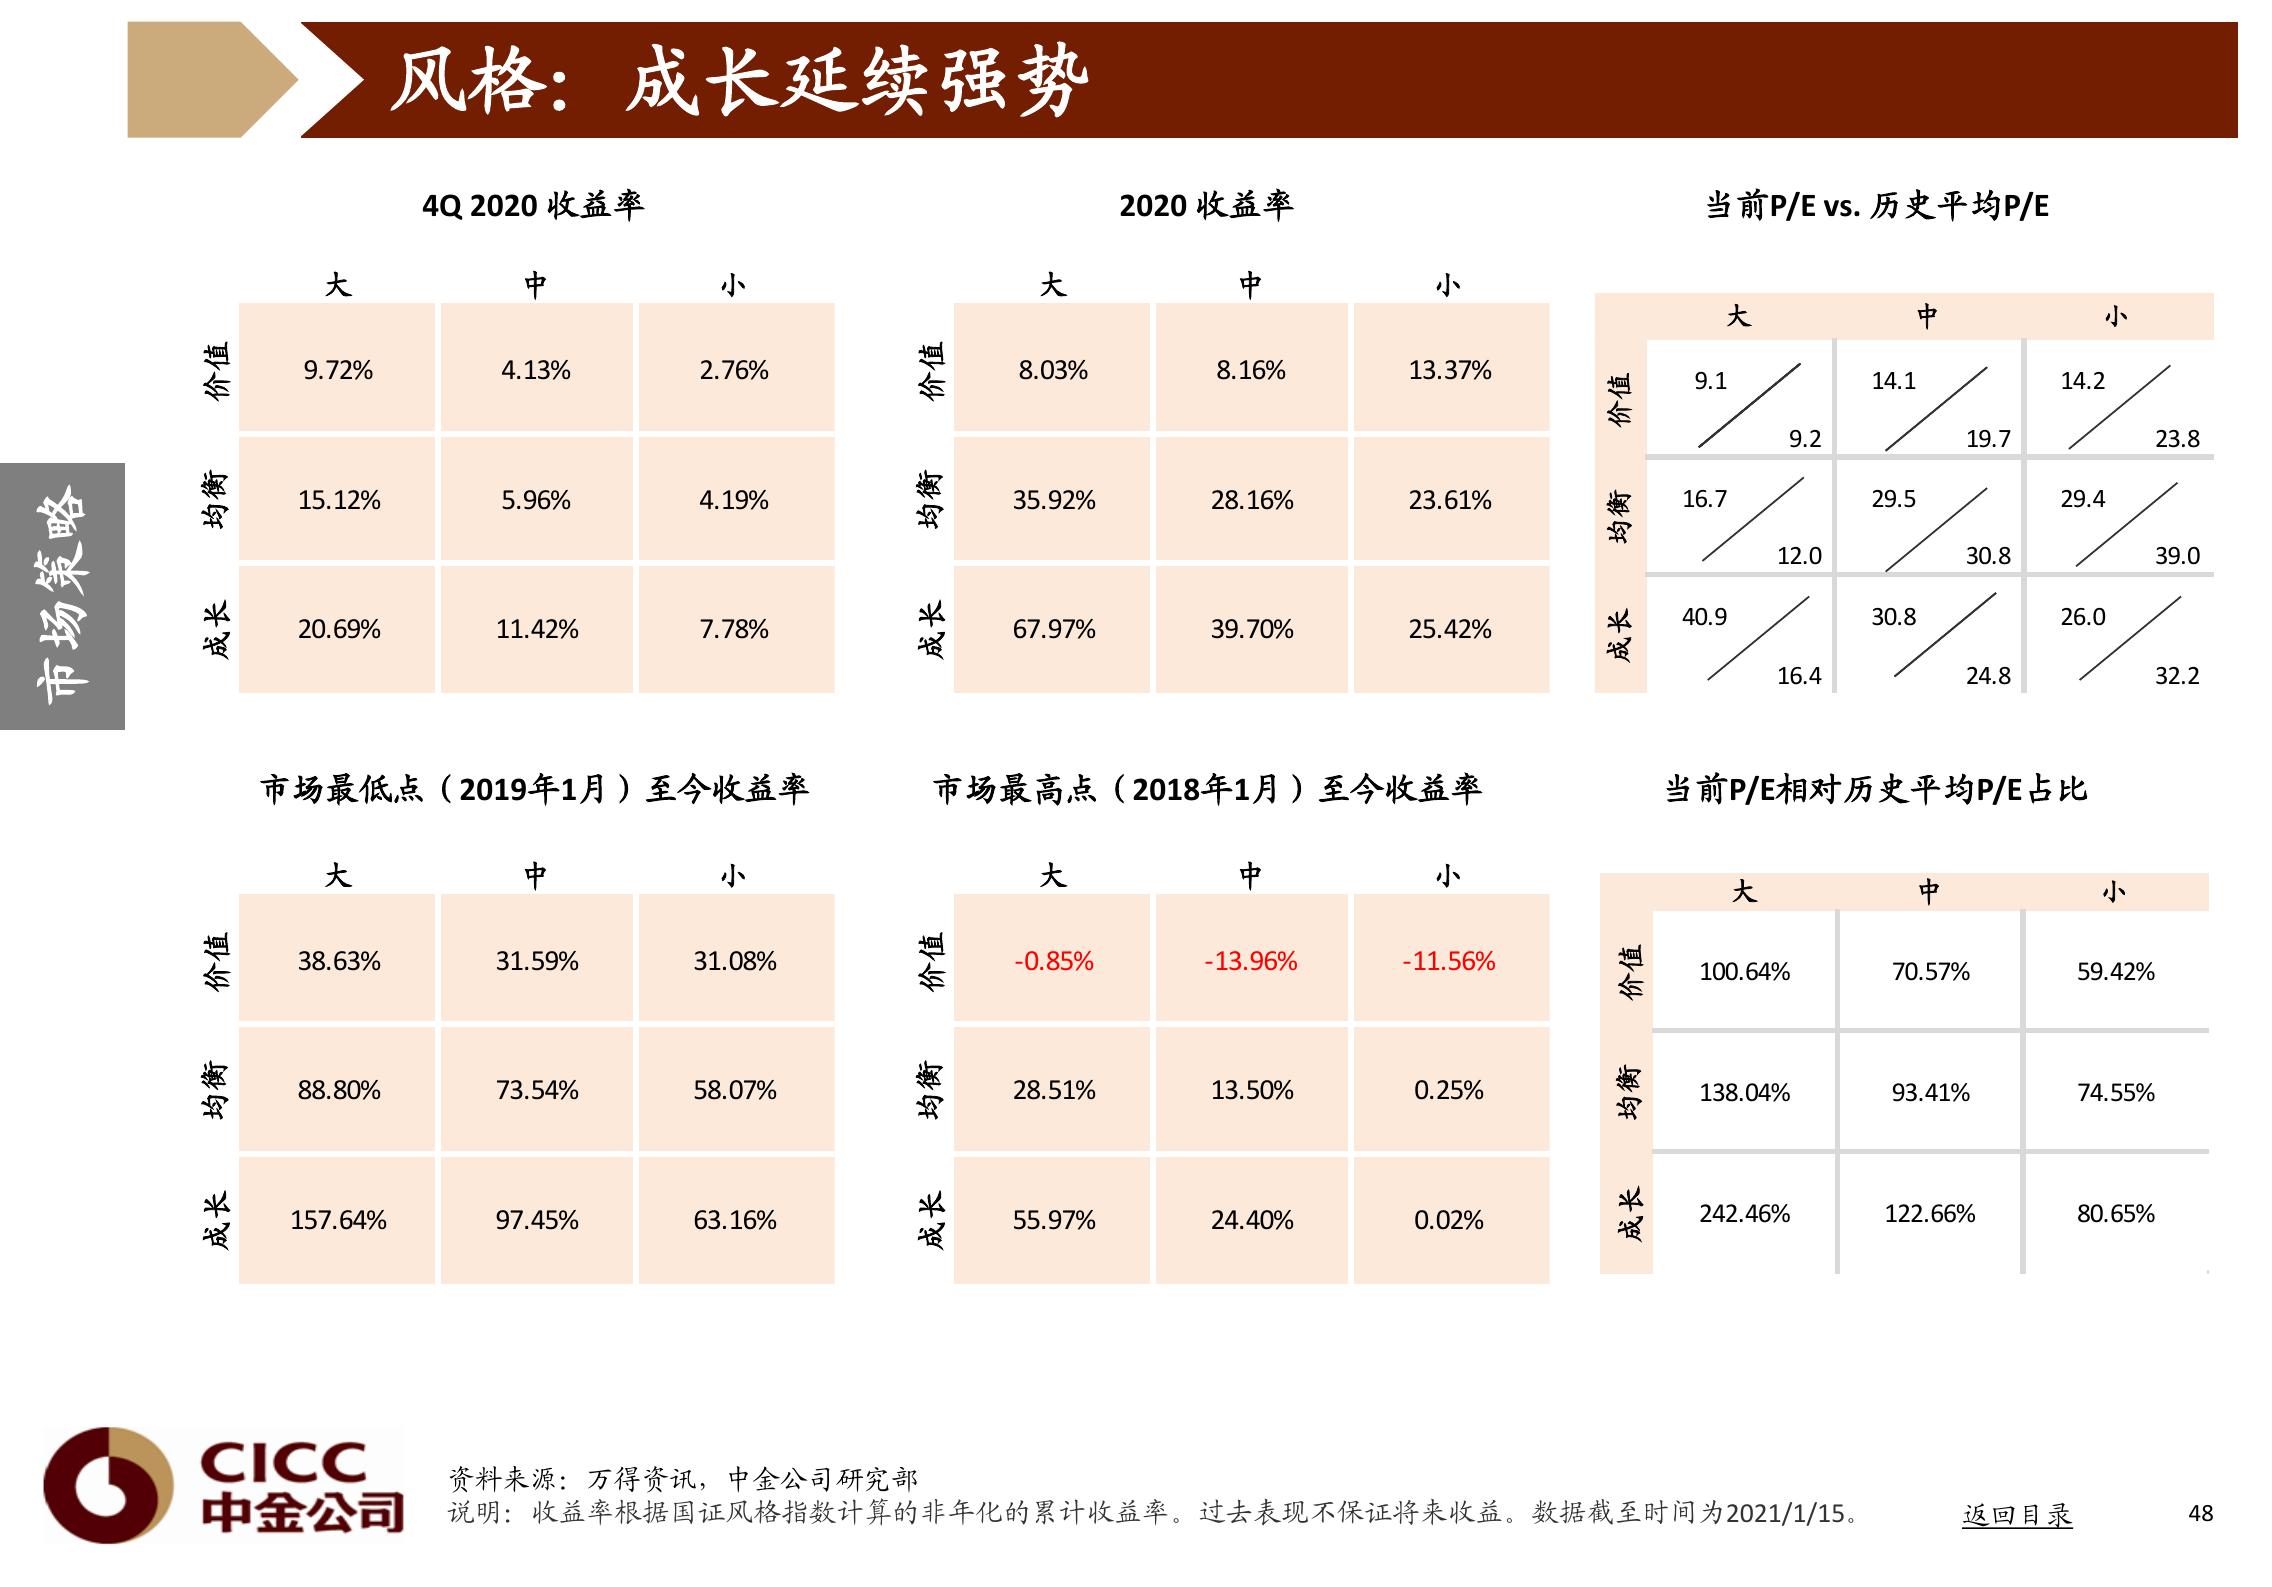 风格：成长延续强势
市场策略
4Q 2020 收益率
大 中 小
价值 9.72% 4.13% 2.76%
均衡 15.12% 5.96% 4.19%
成长 20.69% 11.42% 7.78%
2020 收益率
大 中 小
价值 8.03% 8.16% 13.37%
均衡 35.92% 28.16% 23.61%
成长 67.97% 39.70% 25.42%
当前P/E vs. 历史平均P/E
大 中 小
价值 9.1 9.2 14.1 19.7 14.2 23.8
均衡 16.7 12.0 29.5 30.8 29.4 39.0
成长 40.9 16.4 30.8 24.8 26.0 32.2
市场最低点（2019年1月）至今收益率
大 中 小
价值 38.63% 31.59% 31.08%
均衡 88.80% 73.54% 58.07%
成长 157.64% 97.45% 63.16%
市场最高点（2018年1月）至今收益率
大 中 小
价值 -0.85% -13.96% -11.56%
均衡 28.51% 13.50% 0.25%
成长 55.97% 24.40% 0.02%
当前P/E相对历史平均P/E占比
大 中 小
价值 100.64% 70.57% 59.42%
均衡 138.04% 93.41% 74.55%
成长 242.46% 122.66% 80.65%
CICC
中金公司
资料来源：万得资讯，中金公司研究部
说明：收益率根据国证风格指数计算的非年化的累计收益率。过去表现不保证将来收益。数据截至时间为2021/1/15。
返回目录
48